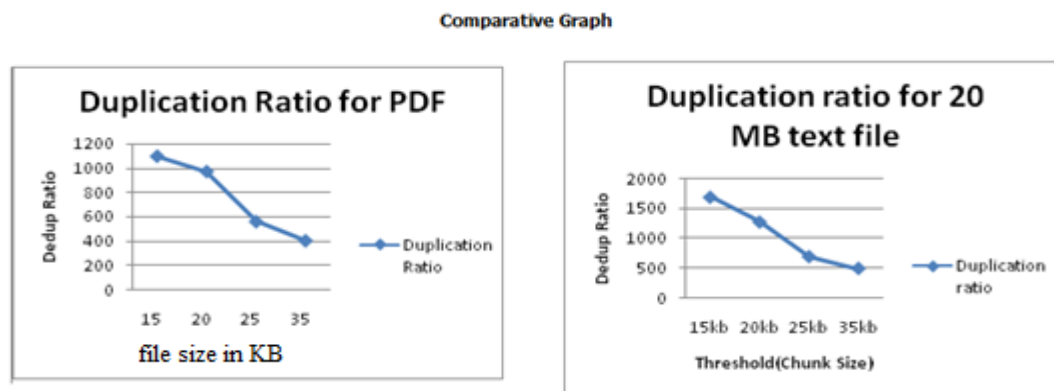 Comparative Graph
Duplication Ratio for PDF
1200
1000
800
600
400
200
0
Dedup Ratio
15 20 25 35
file size in KB
Duplication
Ratio
Duplication ratio for 20
MB text file
2000
1500
1000
500
0
Dedup Ratio
15kb 20kb 25kb 35kb
Threshold(Chunk Size)
Duplication
ratio